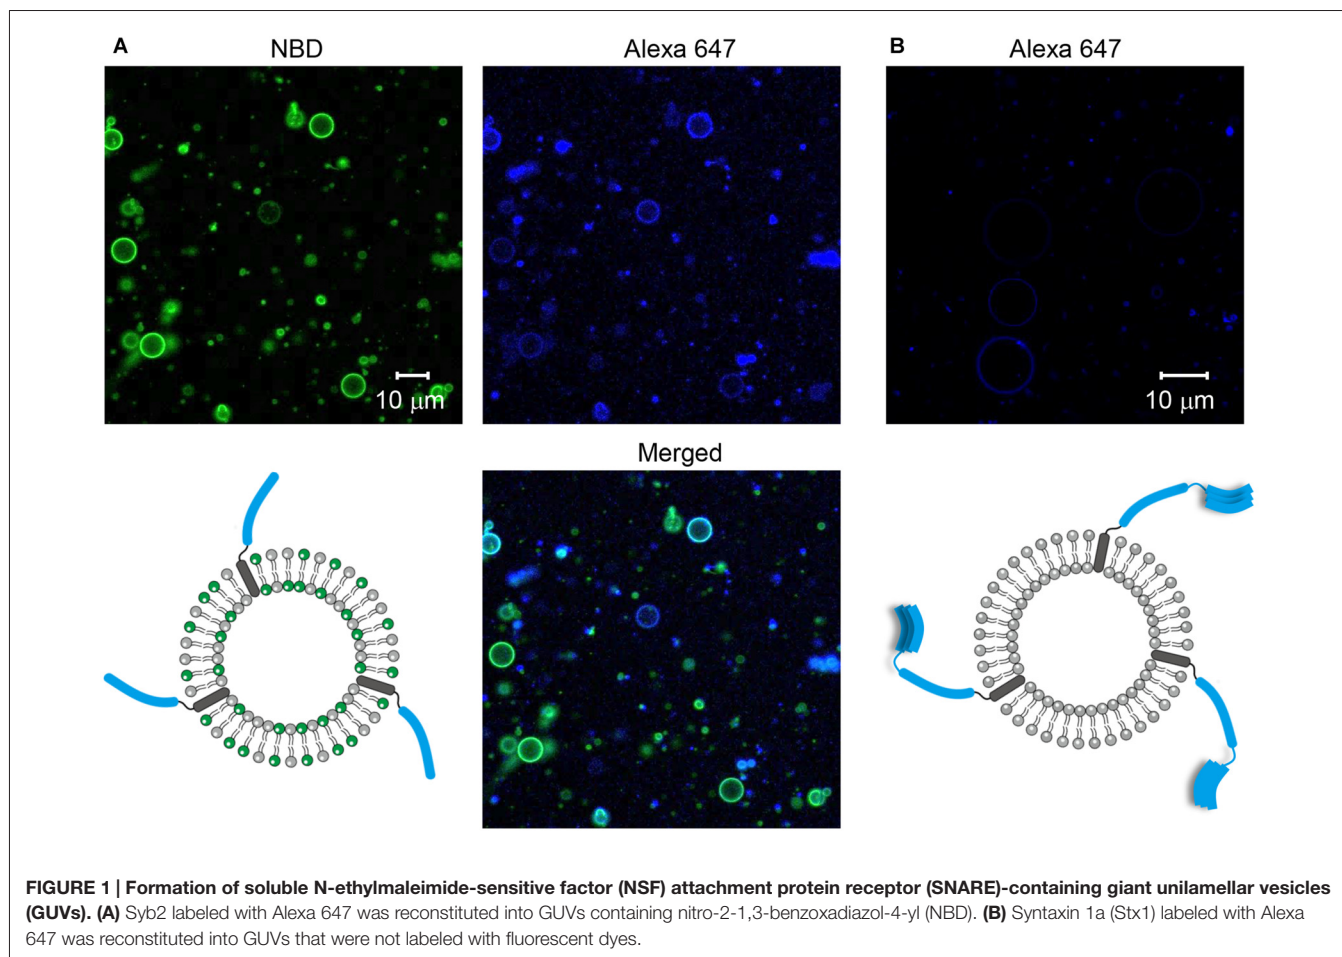 A
NBD
Alexa 647
B
Alexa 647
10 μm
10 μm
Merged
FIGURE 1 | Formation of soluble N-ethylmaleimide-sensitive factor (NSF) attachment protein receptor (SNARE)-containing giant unilamellar vesicles
(GUVs). (A) Syb2 labeled with Alexa 647 was reconstituted into GUVs containing nitro-2-1,3-benzoxadiazol-4-yl (NBD). (B) Syntaxin 1a (Stx1) labeled with Alexa
647 was reconstituted into GUVs that were not labeled with fluorescent dyes.